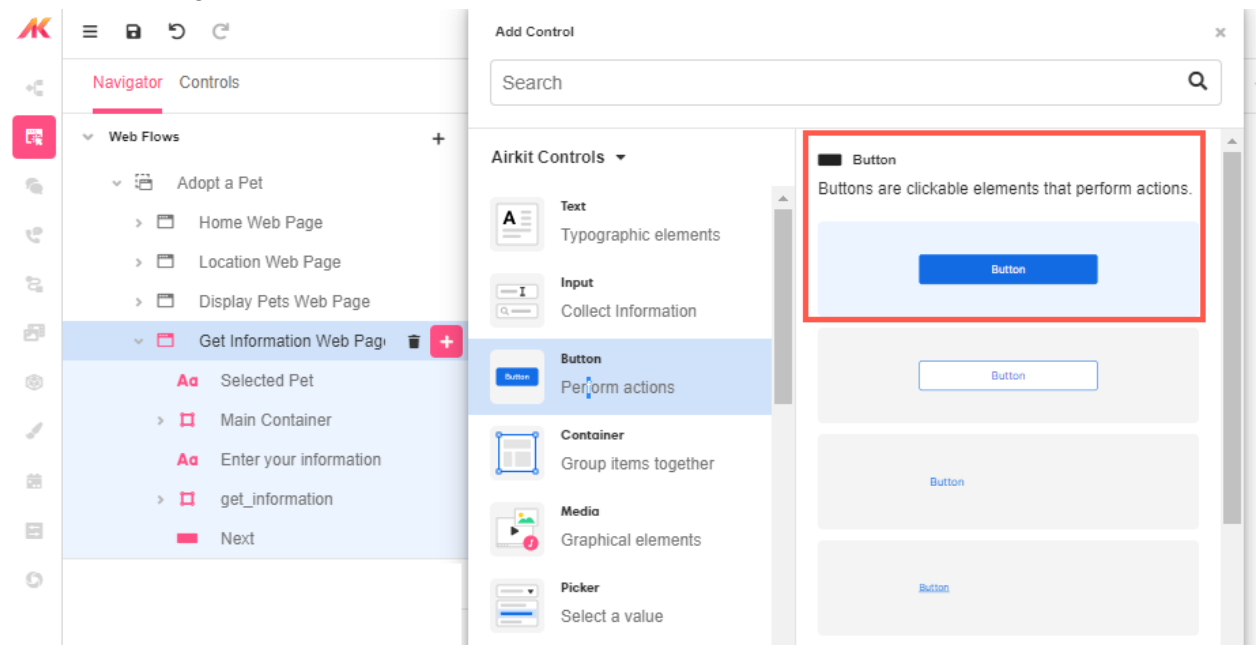 Add Control
Navigator Controls
Search
Web Flows
Adopt a Pet
Home Web Page
Location Web Page
Display Pets Web Page
Get Information Web Pag
Aa Selected Pet
Main Container
Aa Enter your information
get_information
Next
Airkit Controls
A
Text
Typographic elements
Input
Collect Information
Button
Button
Perform actions
Container
Group items together
Media
Graphical elements
Picker
Select a value
Button
Buttons are clickable elements that perform actions.
Button
Button
Button
Button